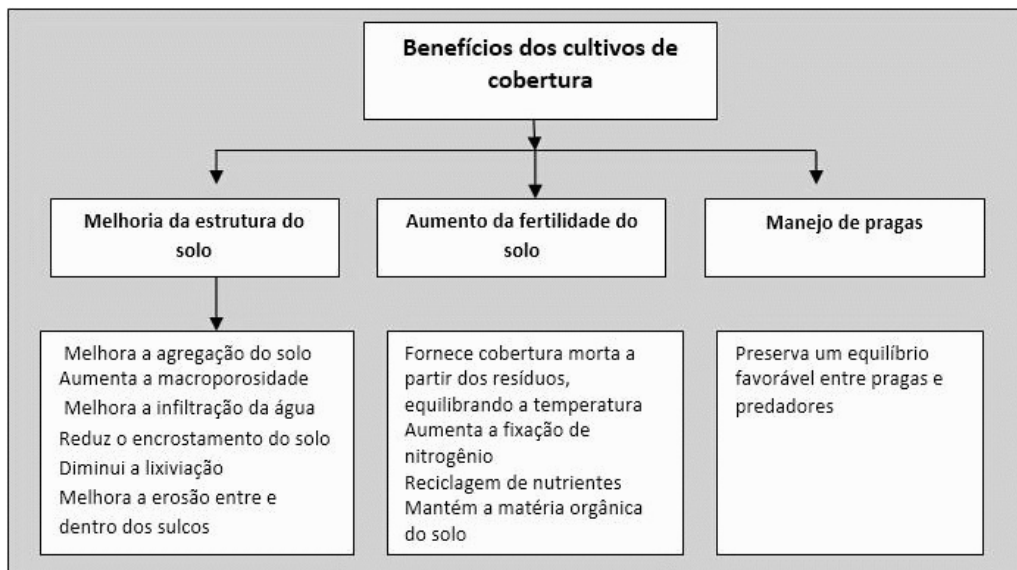 Benefícios dos cultivos de
cobertura
Melhoria da estrutura do
solo
Aumento da fertilidade do
solo
Manejo de pragas
Melhora a agregação do solo
Aumenta a macroporosidade
Melhora a infiltração da água
Reduz o encrostamento do solo
Diminui a lixiviação
Melhora a erosão entre e
dentro dos sulcos
Fornece cobertura morta a
partir dos resíduos,
equilibrando a temperatura
Aumenta a fixação de
nitrogênio
Reciclagem de nutrientes
Mantém a matéria orgânica
do solo
Preserva um equilíbrio
favorável entre pragas e
predadores